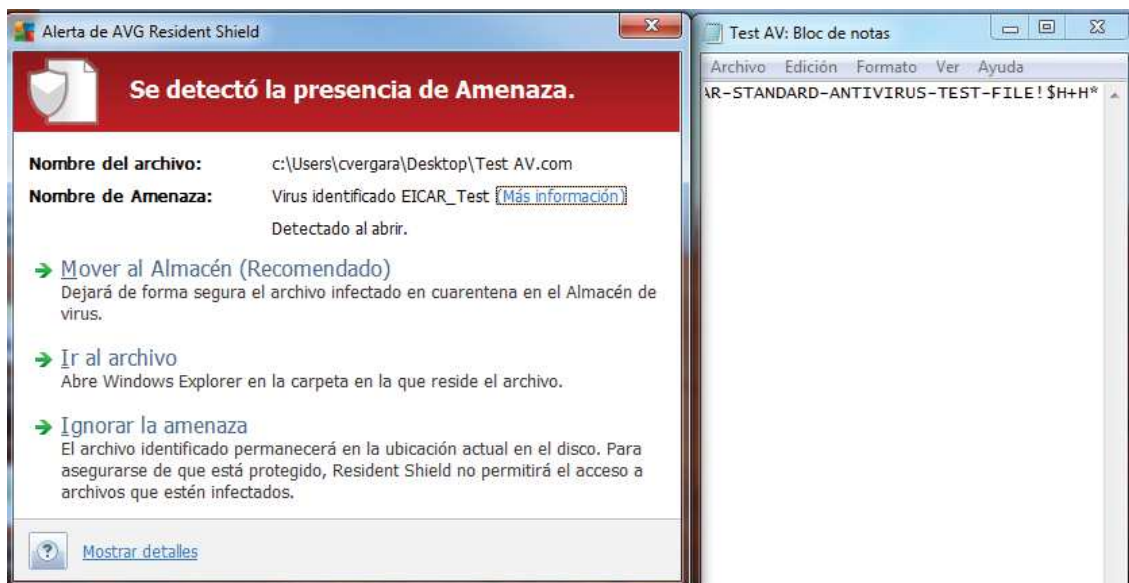 Alerta de AVG Resident Shield
Se detectó la presencia de Amenaza.
Nombre del archivo: c:\Users\cvergara\Desktop\Test AV.com
Nombre de Amenaza: Virus identificado EICAR_Test (Más información)
Detectado al abrir.
Mover al Almacén (Recomendado)
Dejará de forma segura el archivo infectado en cuarentena en el Almacén de
virus.
Ir al archivo
Abre Windows Explorer en la carpeta en la que reside el archivo.
Ignorar la amenaza
El archivo identificado permanecerá en la ubicación actual en el disco. Para
asegurarse de que está protegido, Resident Shield no permitirá el acceso a
archivos que estén infectados.
Mostrar detalles
Test AV: Bloc de notas
Archivo Edición Formato Ver Ayuda
AR-STANDARD-ANTIVIRUS-TEST-FILE!$H+H*